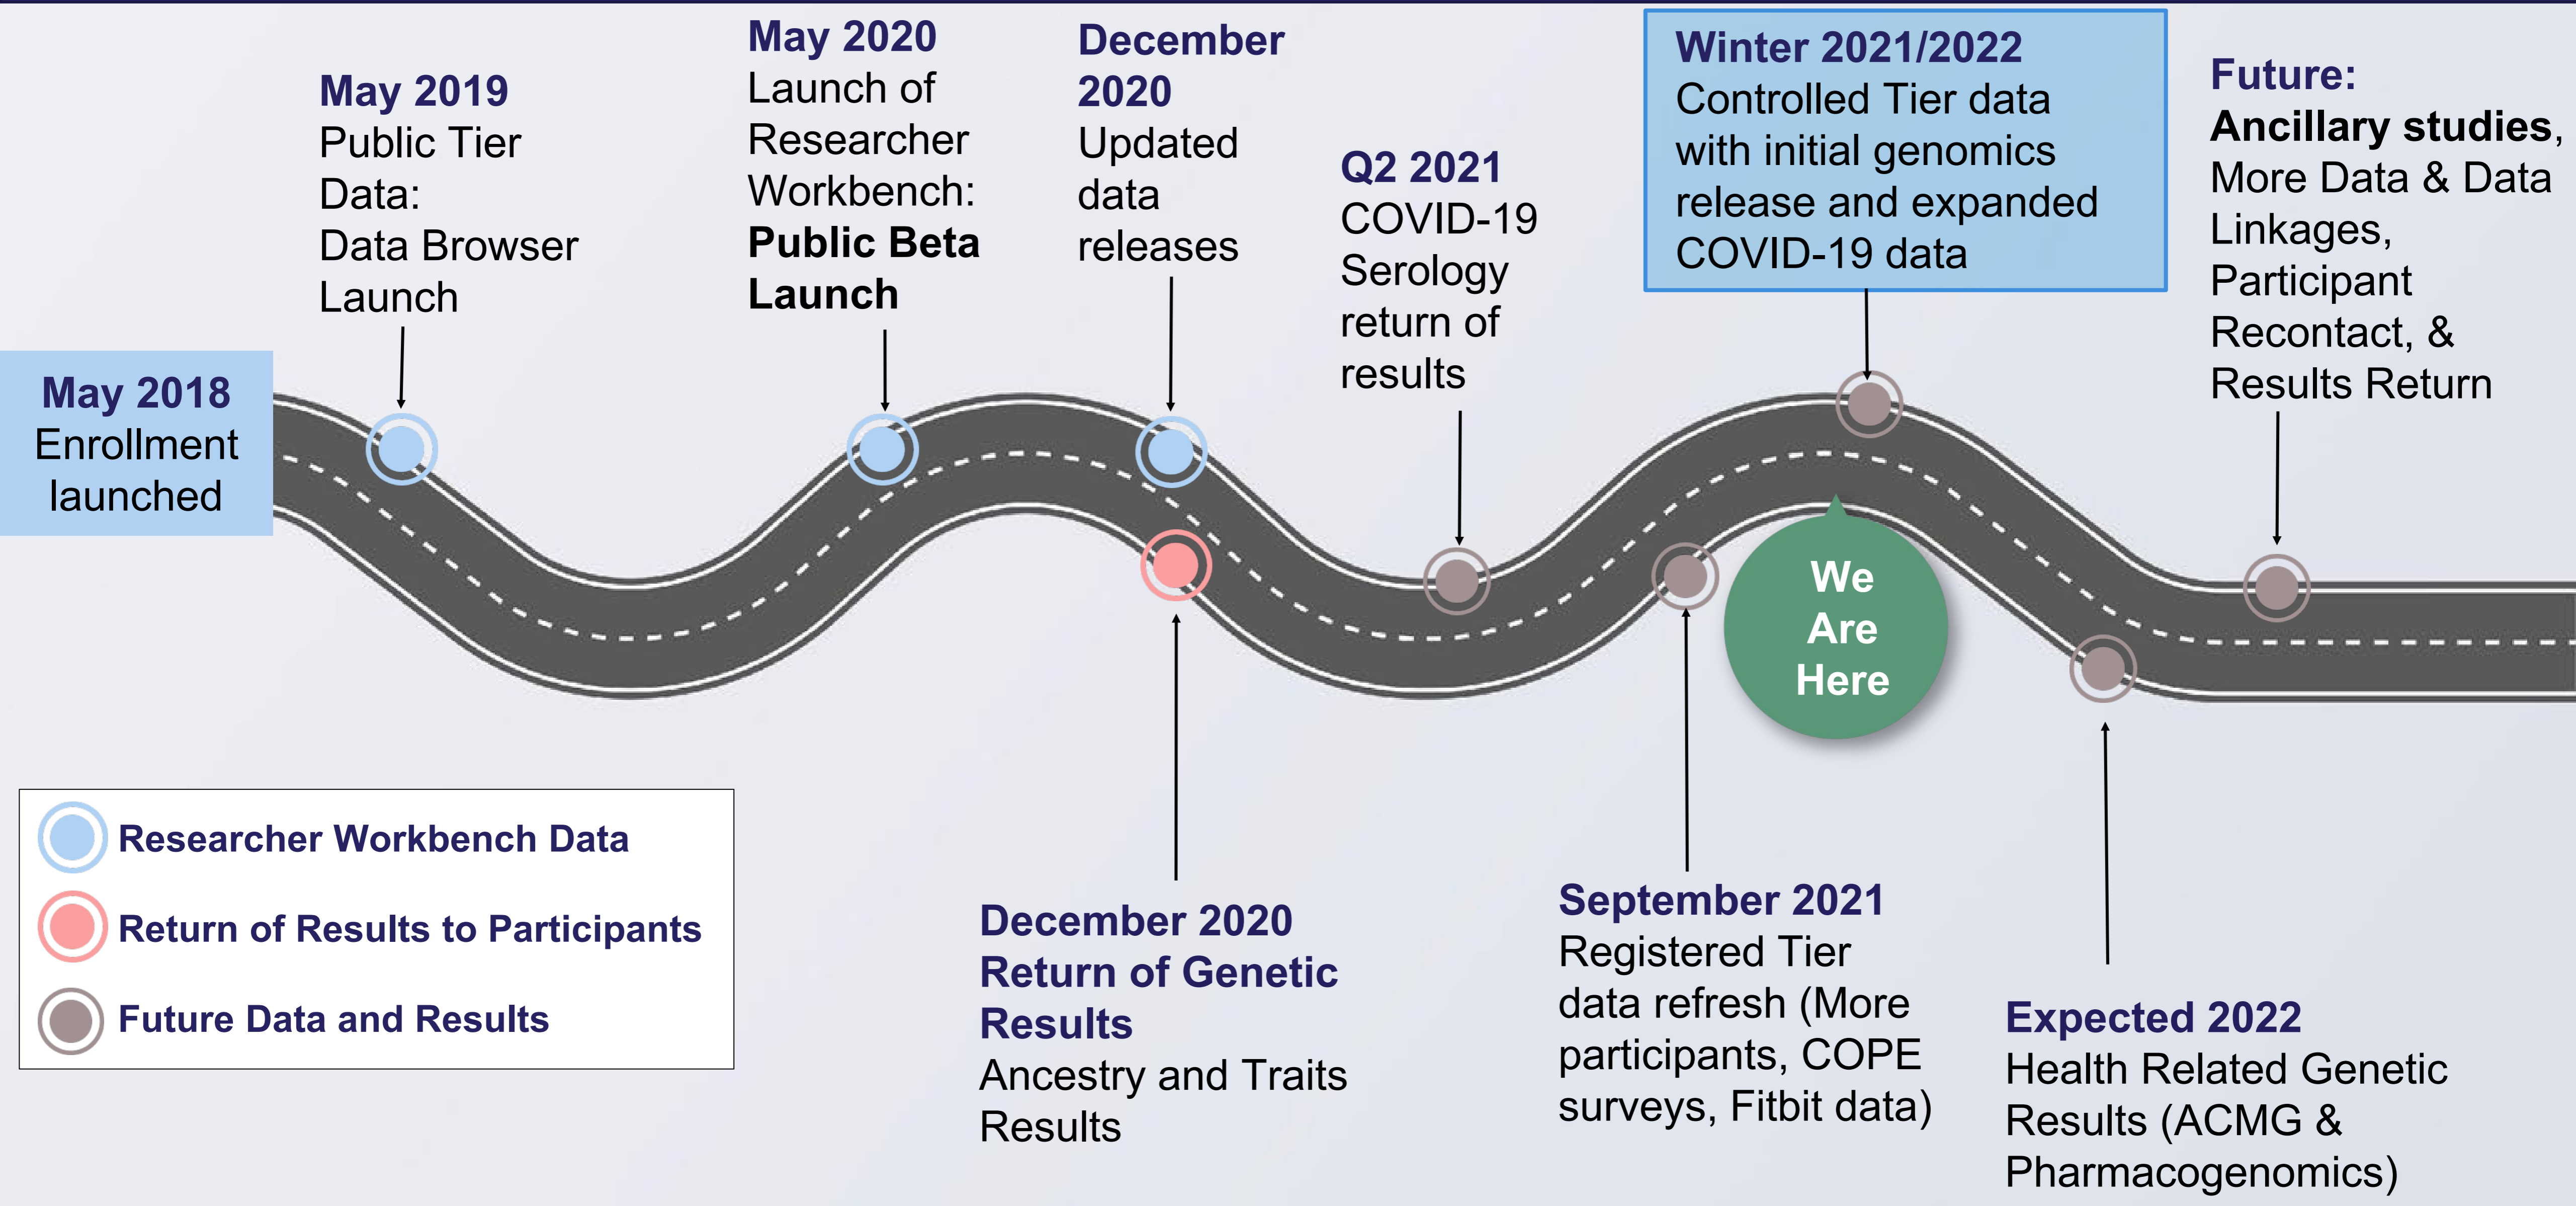 May 2018
Enrollment
launched
May 2019
Public Tier
Data:
Data Browser
Launch
May 2020
Launch of
Researcher
Workbench:
Public Beta
Launch
December
2020
Updated
data
releases
Q2 2021
COVID-19
Serology
return of
results
Winter 2021/2022
Controlled Tier data
with initial genomics
release and expanded
COVID-19 data
Future:
Ancillary studies,
More Data & Data
Linkages,
Participant
Recontact, &
Results Return
We
Are
Here
Researcher Workbench Data
Return of Results to Participants
Future Data and Results
December 2020
Return of Genetic
Results
Ancestry and Traits
Results
September 2021
Registered Tier
data refresh (More
participants, COPE
surveys, Fitbit data)
Expected 2022
Health Related Genetic
Results (ACMG &
Pharmacogenomics)